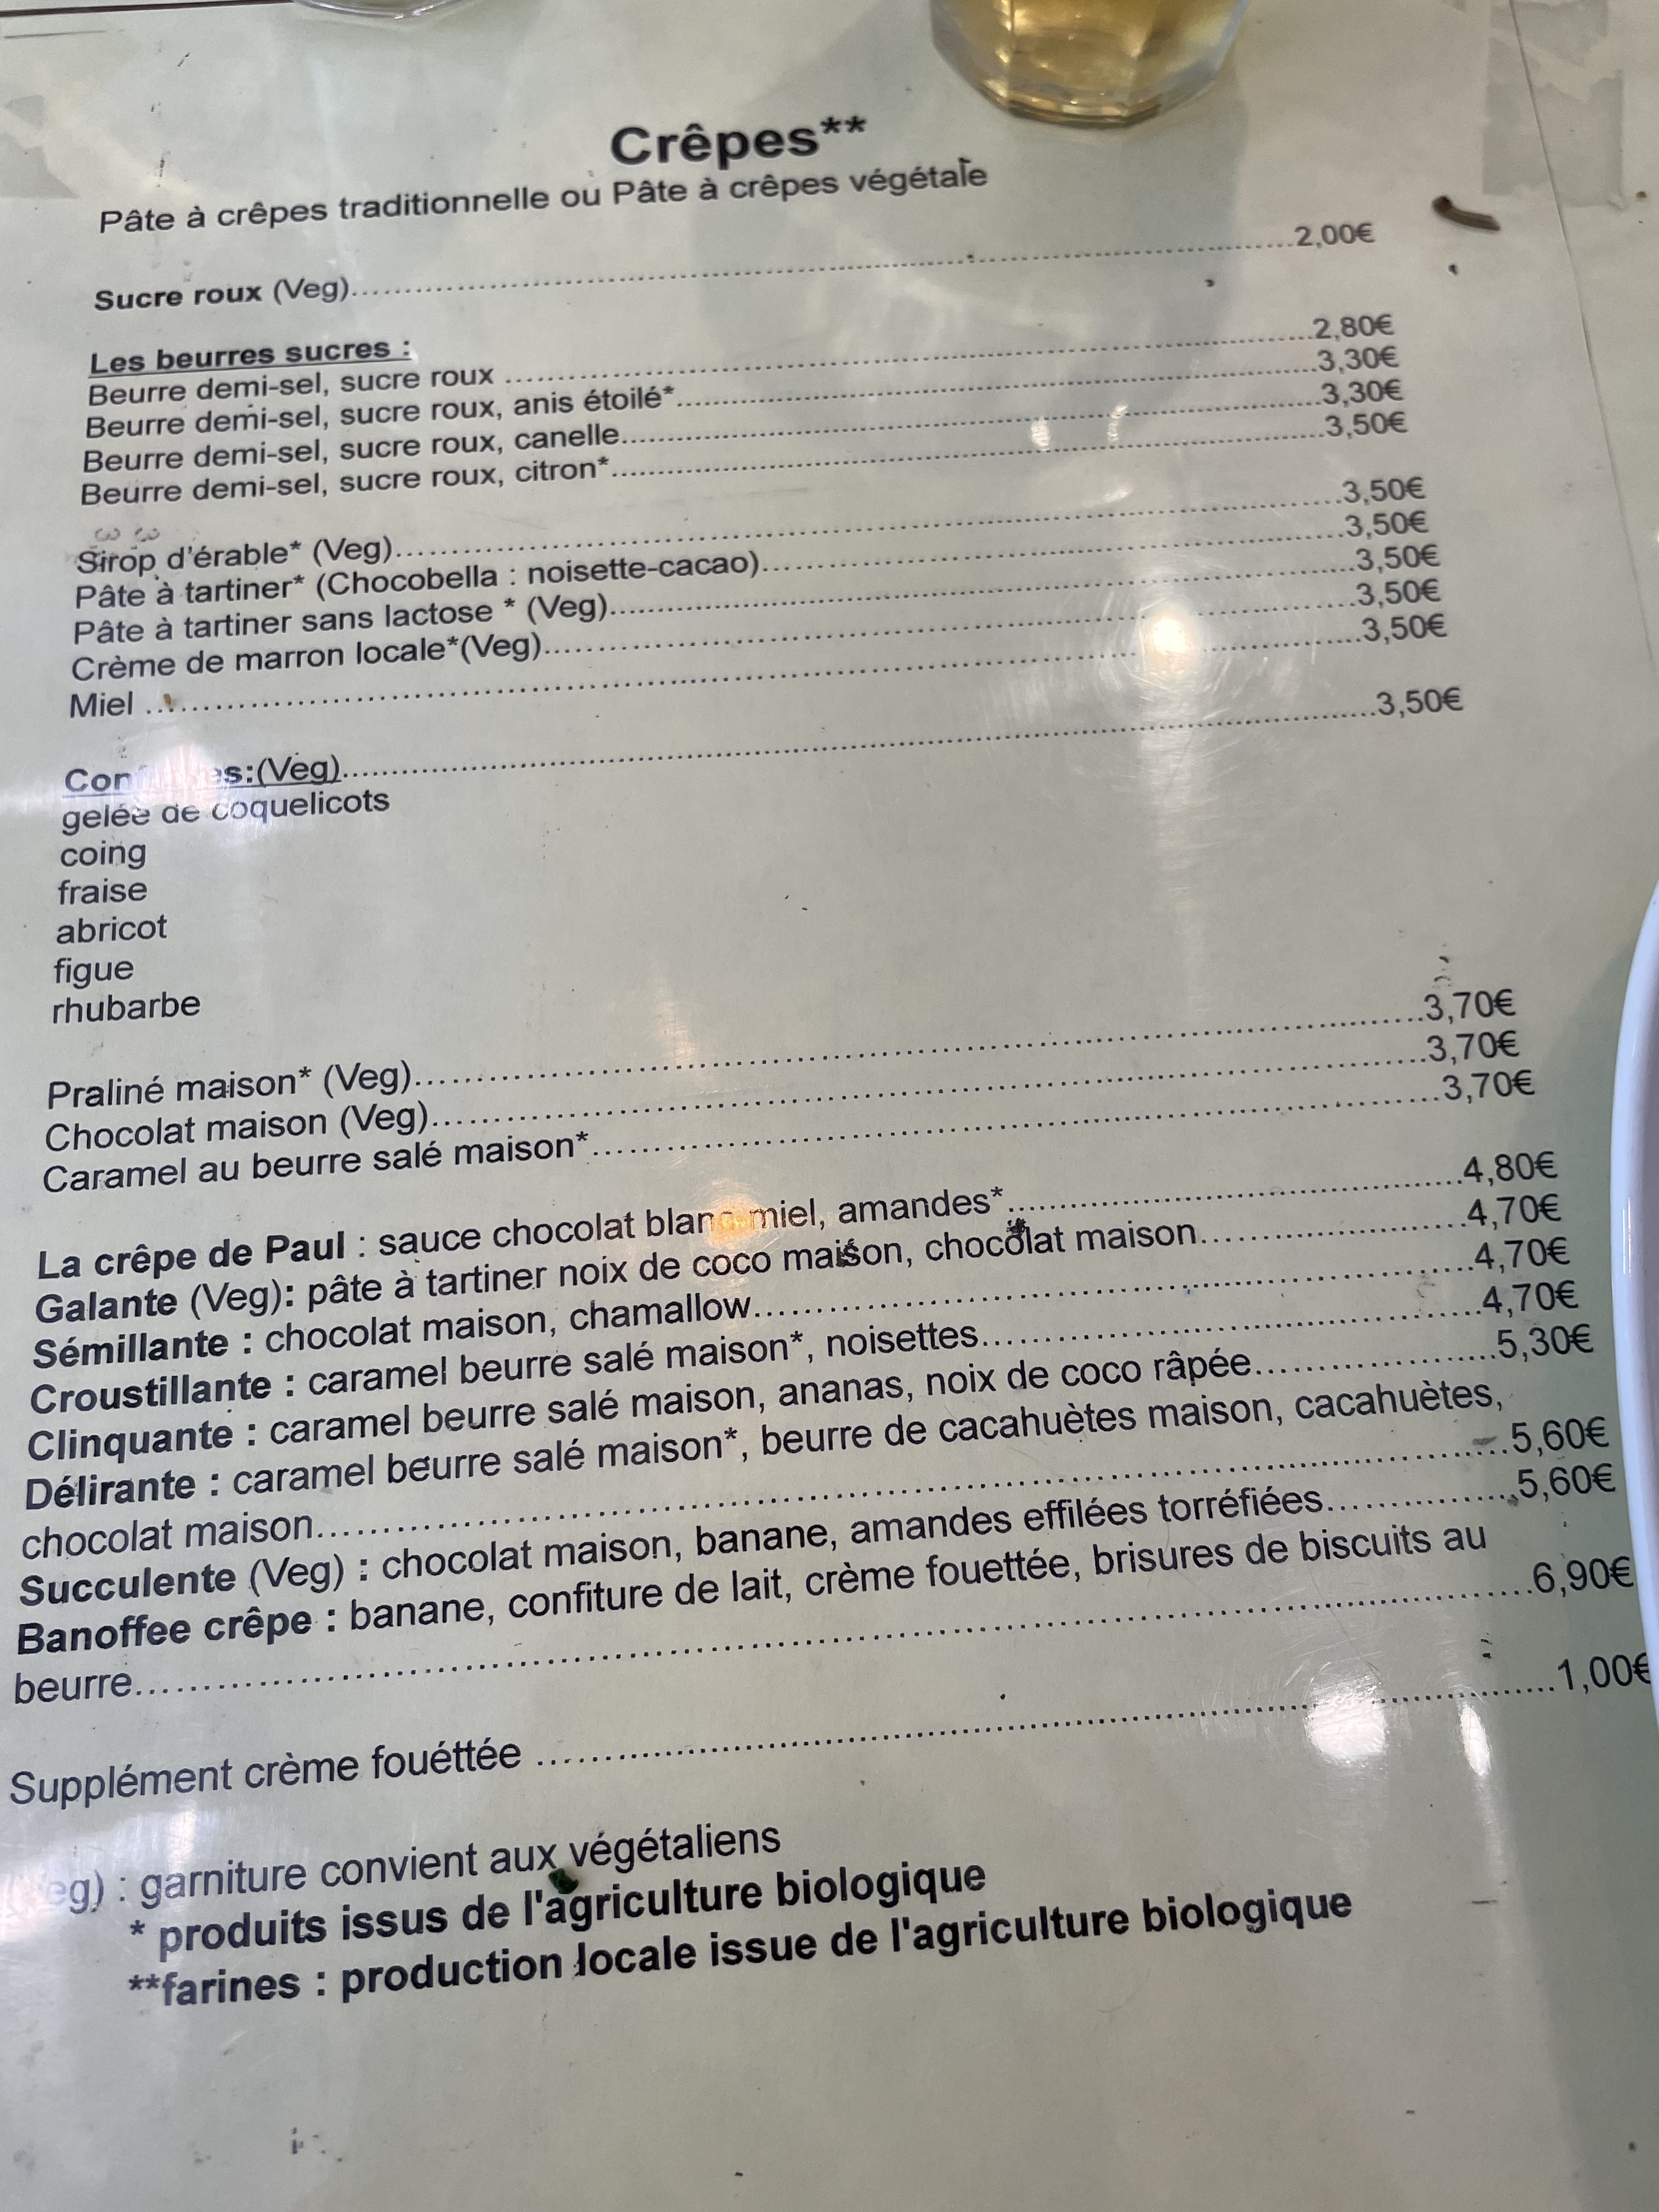 Crêpes**
Pâte à crêpes traditionnelle ou Pâte à crêpes végétale
Sucre roux (Veg)..........2,00€
Les beurres sucres :
Beurre demi-sel, sucre roux ..........2,80€
Beurre demi-sel, sucre roux, anis étoilé*..........3,30€
Beurre demi-sel, sucre roux, canelle..........3,30€
Beurre demi-sel, sucre roux, citron*..........3,50€
Sirop d'érable* (Veg)..........3,50€
Pâte à tartiner* (Chocobella : noisette-cacao)..........3,50€
Pâte à tartiner sans lactose * (Veg)..........3,50€
Crème de marron locale*(Veg)..........3,50€
Miel ..........3,50€
(Veg)..........3,50€
gelée de coquelicots
coing
fraise
abricot
figue
rhubarbe
Praliné maison* (Veg)..........3,70€
Chocolat maison (Veg)..........3,70€
Caramel au beurre salé maison*..........3,70€
La crêpe de Paul : sauce chocolat blanc miel, amandes*..........4,80€
Galante (Veg): pâte à tartiner noix de coco maison, chocolat maison..........4,70€
Sémillante : chocolat maison, chamallow..........4,70€
Croustillante : caramel beurre salé maison*, noisettes..........4,70€
Clinquante : caramel beurre salé maison, ananas, noix de coco râpée..........5,30€
Délirante : caramel beurre salé maison*, beurre de cacahuètes maison, cacahuètes,
chocolat maison..........5,60€
Succulente (Veg) : chocolat maison, banane, amandes effilées torréfiées..........5,60€
Banoffee crêpe : banane, confiture de lait, crème fouettée, brisures de biscuits au
beurre..........6,90€
Supplément crème fouéttée ..........1,00€
eg) : garniture convient aux végétaliens
* produits issus de l'agriculture biologique
**farines : production locale issue de l'agriculture biologique